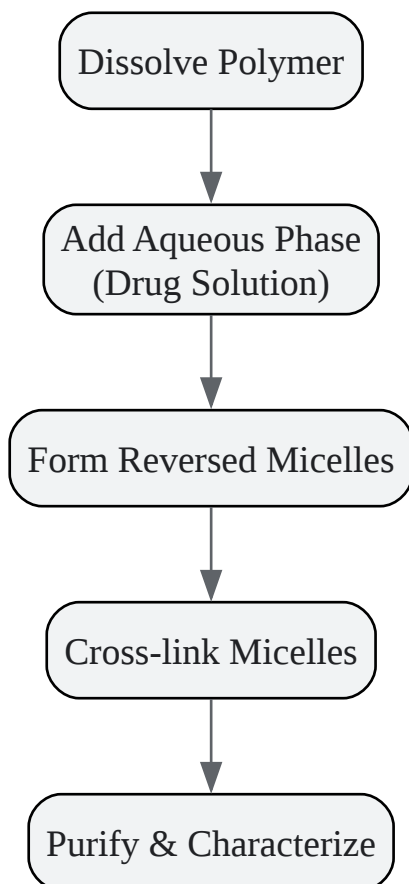 Dissolve Polymer
Add Aqueous Phase
(Drug Solution)
Form Reversed Micelles
Cross-link Micelles
Purify & Characterize